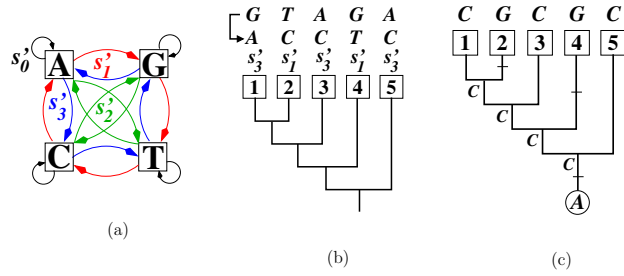 s'0 A s'1 G
s'3 s'2
C T
(a)
G T A G A
A C C T C
s'3 s'1 s'3 s'1 s'3
1 2 3 4 5
(b)
C G C G C
1 2 3 4 5
C
C
C
A
(c)